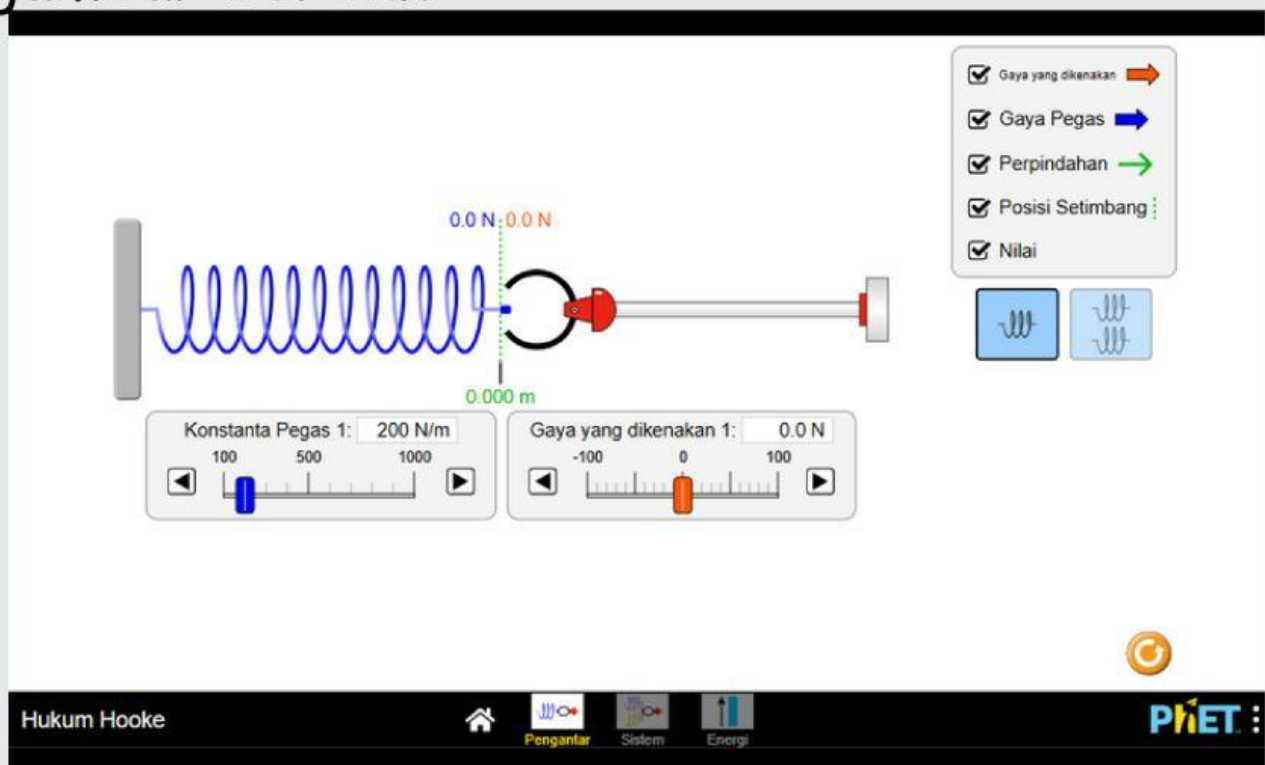 Gaya yang dikenakan
Gaya Pegas
Perpindahan
Posisi Setimbang
Nilai
0.0 N 0.0 N
0.000 m
Konstanta Pegas 1: 200 N/m
100 500 1000
Gaya yang dikenakan 1: 0.0 N
-100 0 100
Hukum Hooke
Pengantar
Sistem
Energi
PhET